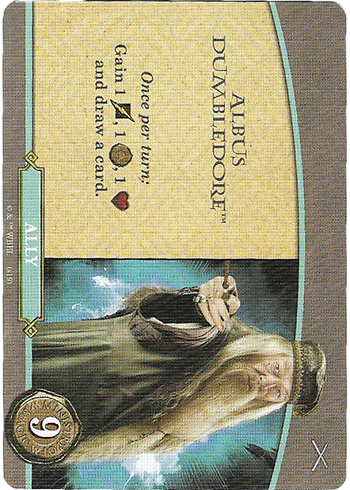 ALBUS
DUMBLEDORE™
Once per turn:
Gain 1 , 1 , 1
and draw a card.
ALLY
9